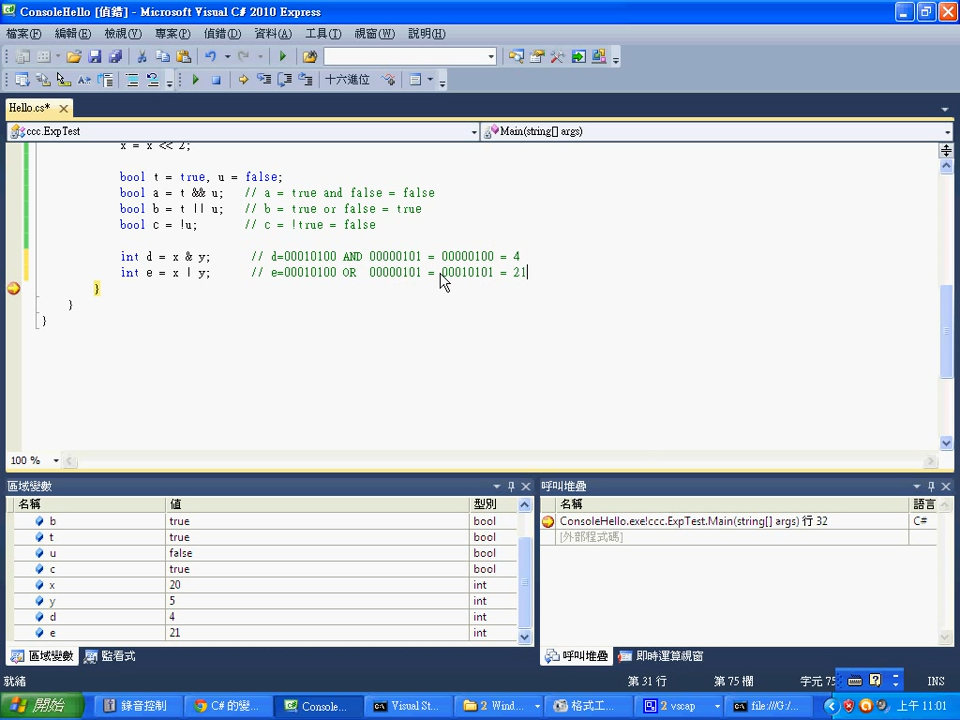 ConsoleHello [偵錯] - Microsoft Visual C# 2010 Express
檔案(F) 編輯(E) 檢視(V) 專案(P) 偵錯(D) 資料(A) 工具(T) 視窗(W) 說明(H)
十六進位
Hello.cs*
ccc.ExpTest Main(string[] args)
x = x << 2;
bool t = true, u = false;
bool a = t && u; // a = true and false = false
bool b = t || u; // b = true or false = true
bool c = !u; // c = !true = false
int d = x & y; // d=00010100 AND 00000101 = 00000100 = 4
int e = x | y; // e=00010100 OR 00000101 = 00010101 = 21
}
}
}
100 %
區域變數
名稱 值 型別
b true bool
t true bool
u false bool
c true bool
x 20 int
y 5 int
d 4 int
e 21 int
區域變數 監看式
呼叫堆疊
名稱 語言
ConsoleHello.exe!ccc.ExpTest.Main(string[] args) 行 32 C#
[外部程式碼]
呼叫堆疊 即時運算視窗
就緒 第 31 行 第 75 欄 字元 75 INS
開始 錄音控制 C# 的變... Console... Visual St... 2 Wind... 格式工... 2 vscap file:///G:/... 上午 11:01